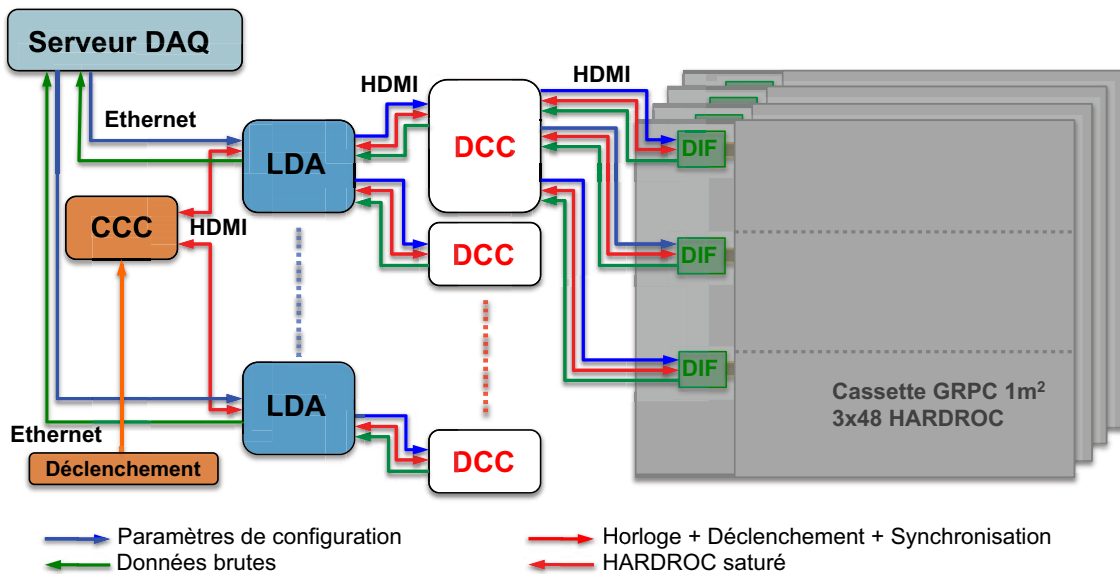 Serveur DAQ
HDMI
HDMI
Ethernet
LDA
DCC
DIF
CCC
HDMI
DCC
DIF
LDA
DIF
Cassette GRPC 1m²
3x48 HARDROC
Ethernet
Déclenchement
DCC
Paramètres de configuration
Horloge + Déclenchement + Synchronisation
Données brutes
HARDROC saturé